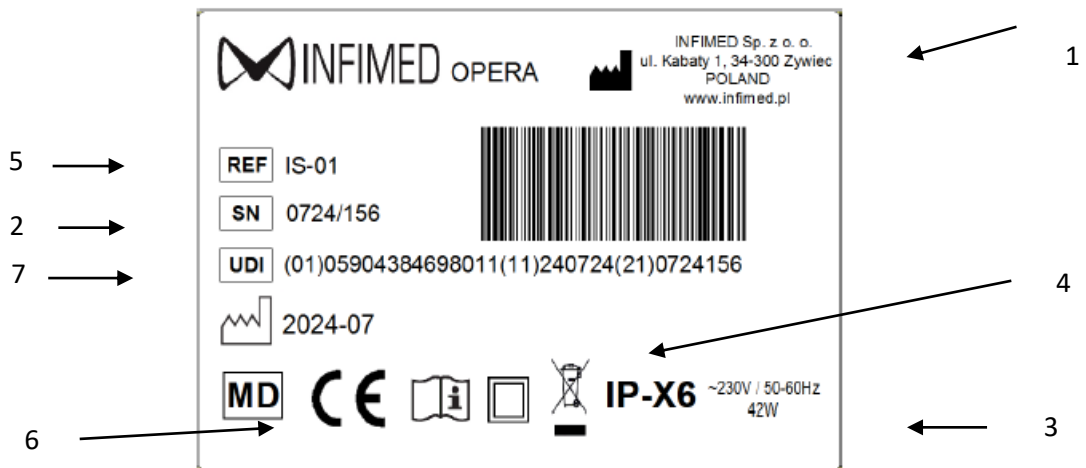 INFIMED OPERA
INFIMED Sp. z o. o.
ul. Kabaty 1, 34-300 Zywiec
POLAND
www.infimed.pl
1
5
REF IS-01
2
SN 0724/156
7
UDI (01)05904384698011(11)240724(21)0724156
4
2024-07
MD CE i IP-X6 ~230V / 50-60Hz
42W
6
3